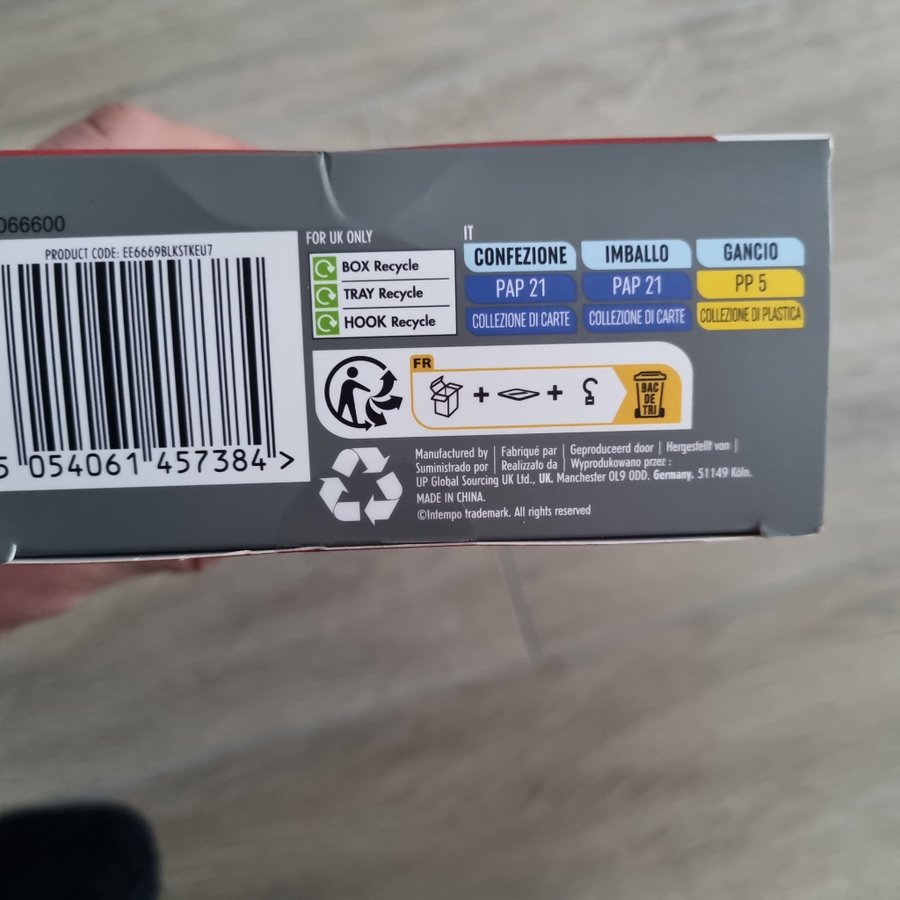 066600
PRODUCT CODE: EE6669BLKSTKEU7
5 054061 457384 >
FOR UK ONLY
BOX Recycle
TRAY Recycle
HOOK Recycle
IT
CONFEZIONE IMBALLO GANCIO
PAP 21 PAP 21 PP 5
COLLEZIONE DI CARTE COLLEZIONE DI CARTE COLLEZIONE DI PLASTICA
FR
+ +
BAC
DE
TRI
Manufactured by | Fabriqué par | Geproduceerd door | Hergestellt von |
Suministrado por | Realizzato da | Wyprodukowano przez :
UP Global Sourcing UK Ltd., UK. Manchester OL9 0DD. Germany. 51149 Köln.
MADE IN CHINA.
©Intempo trademark. All rights reserved